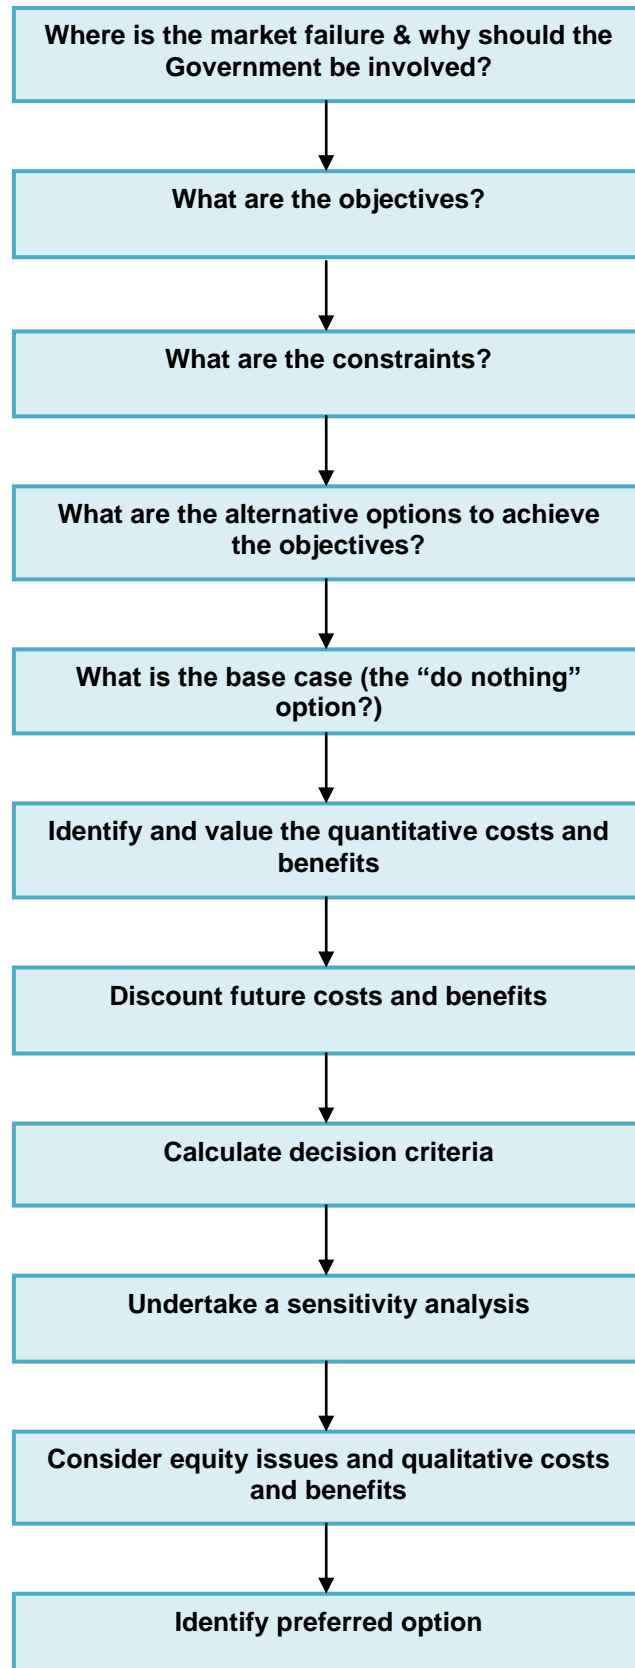 Where is the market failure & why should the
Government be involved?
What are the objectives?
What are the constraints?
What are the alternative options to achieve
the objectives?
What is the base case (the “do nothing”
option?)
Identify and value the quantitative costs and
benefits
Discount future costs and benefits
Calculate decision criteria
Undertake a sensitivity analysis
Consider equity issues and qualitative costs
and benefits
Identify preferred option